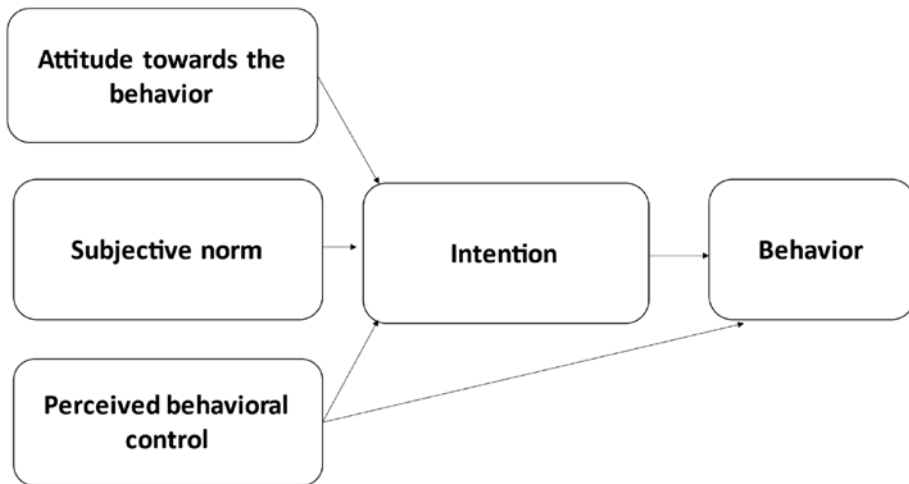 Attitude towards the
behavior
Subjective norm
Intention
Behavior
Perceived behavioral
control